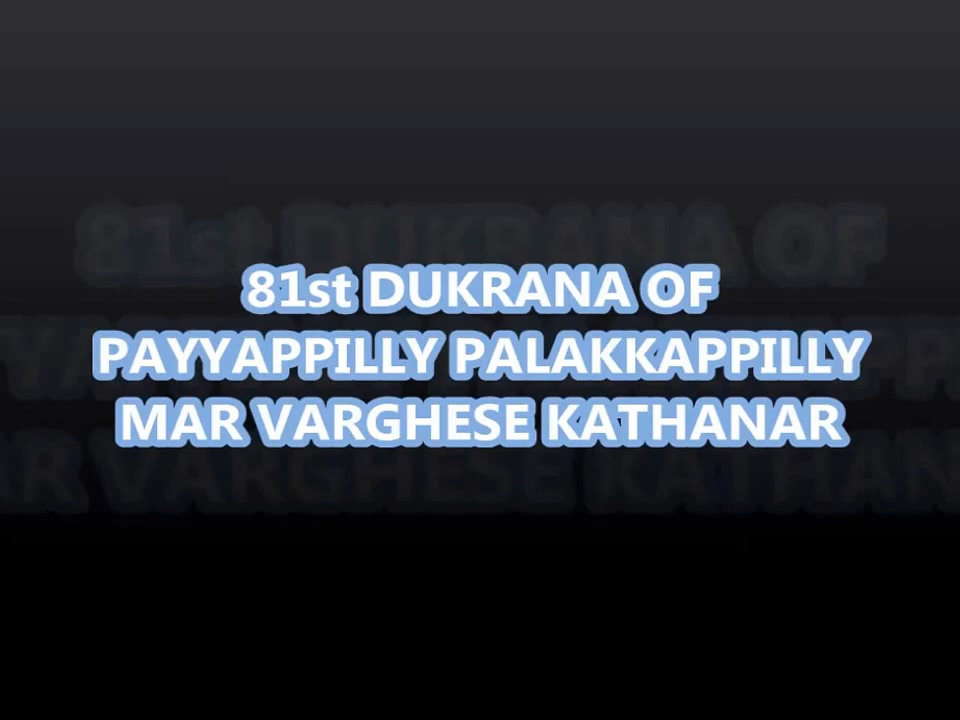 81st DUKRANA OF
PAYYAPPILLY PALAKKAPPILLY
MAR VARGHESE KATHANAR